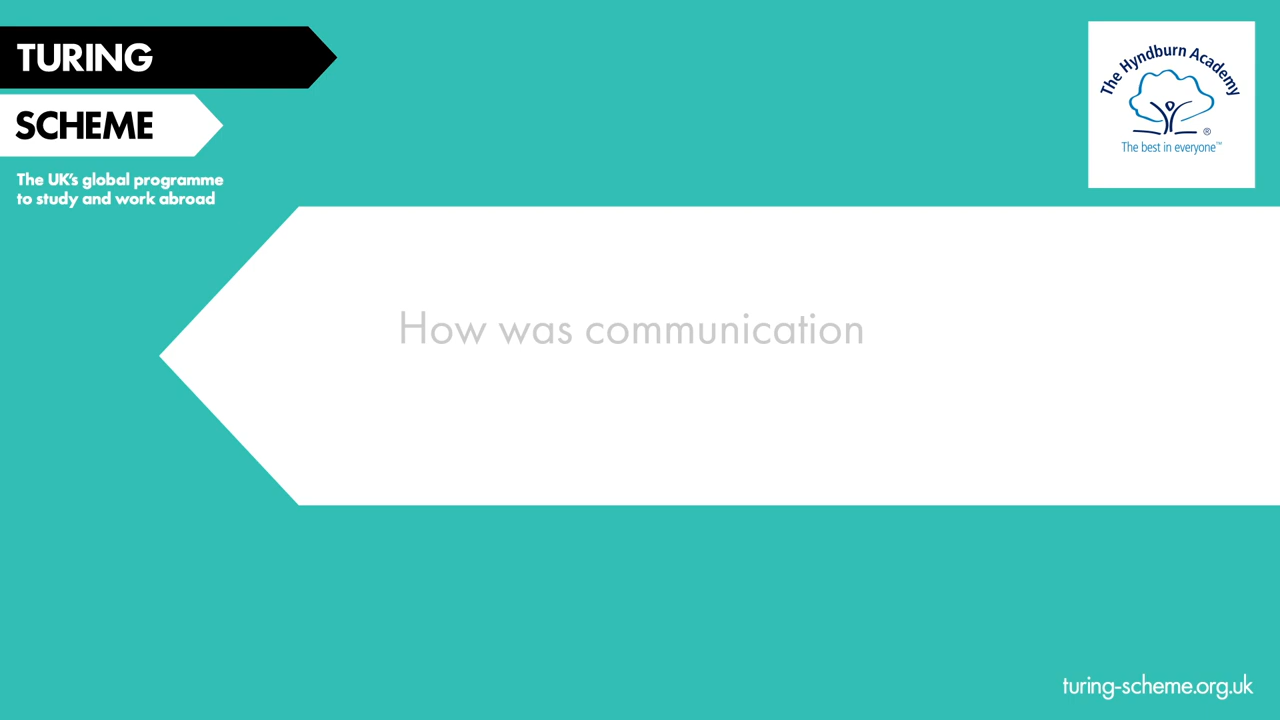 TURING
SCHEME
The UK's global programme
to study and work abroad
The Hyndburn Academy
®
The best in everyone™
How was communication
turing-scheme.org.uk